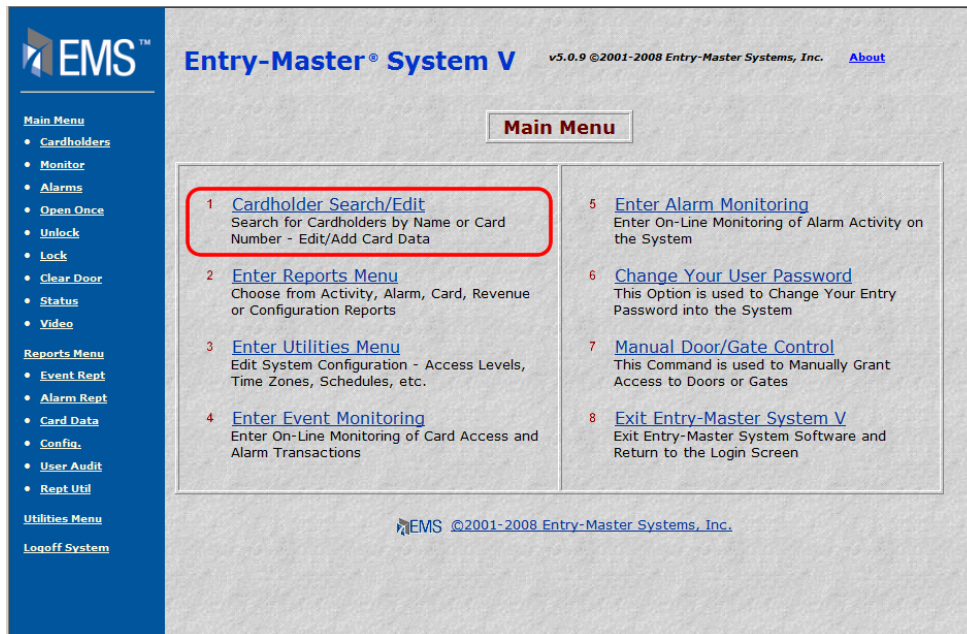 EMS™
Entry-Master® System V
v5.0.9 ©2001-2008 Entry-Master Systems, Inc.
About
Main Menu
Main Menu
• Cardholders
• Monitor
• Alarms
• Open Once
• Unlock
• Lock
• Clear Door
• Status
• Video
Reports Menu
• Event Rept
• Alarm Rept
• Card Data
• Config.
• User Audit
• Rept Util
Utilities Menu
Logoff System
1 Cardholder Search/Edit
Search for Cardholders by Name or Card
Number - Edit/Add Card Data
2 Enter Reports Menu
Choose from Activity, Alarm, Card, Revenue
or Configuration Reports
3 Enter Utilities Menu
Edit System Configuration - Access Levels,
Time Zones, Schedules, etc.
4 Enter Event Monitoring
Enter On-Line Monitoring of Card Access and
Alarm Transactions
5 Enter Alarm Monitoring
Enter On-Line Monitoring of Alarm Activity on
the System
6 Change Your User Password
This Option is used to Change Your Entry
Password into the System
7 Manual Door/Gate Control
This Command is used to Manually Grant
Access to Doors or Gates
8 Exit Entry-Master System V
Exit Entry-Master System Software and
Return to the Login Screen
EMS ©2001-2008 Entry-Master Systems, Inc.